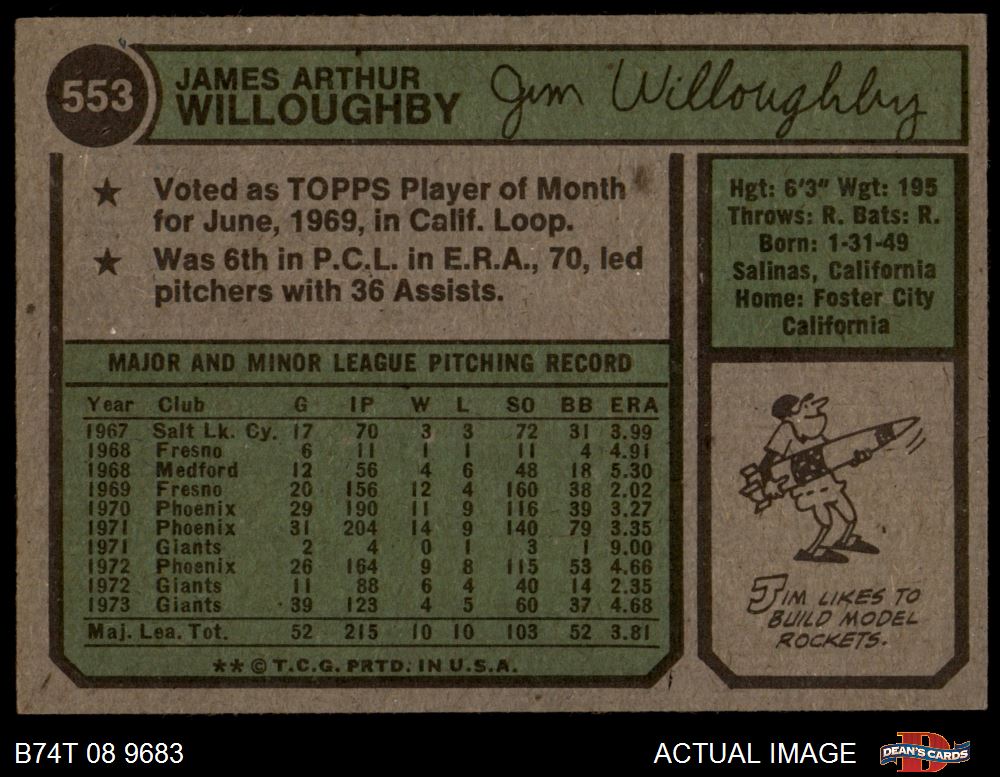 553
JAMES ARTHUR
WILLOUGHBY
Jim Willoughby
★ Voted as TOPPS Player of Month
for June, 1969, in Calif. Loop.
★ Was 6th in P.C.L. in E.R.A., 70, led
pitchers with 36 Assists.
Hgt: 6'3" Wgt: 195
Throws: R. Bats: R.
Born: 1-31-49
Salinas, California
Home: Foster City
California
MAJOR AND MINOR LEAGUE PITCHING RECORD
Year Club G IP W L SO BB ERA
1967 Salt Lk. Cy. 17 70 3 3 72 31 3.99
1968 Fresno 6 11 1 1 11 4 4.91
1968 Medford 12 56 4 6 48 18 5.30
1969 Fresno 20 156 12 4 160 38 2.02
1970 Phoenix 29 190 11 9 116 39 3.27
1971 Phoenix 31 204 14 9 140 79 3.35
1971 Giants 2 4 0 1 3 1 9.00
1972 Phoenix 26 164 9 8 115 53 4.66
1972 Giants 11 88 6 4 40 14 2.35
1973 Giants 39 123 4 5 60 37 4.68
Maj. Lea. Tot. 52 215 10 10 103 52 3.81
** © T.C.G. PRTD. IN U.S.A.
JIM LIKES TO
BUILD MODEL
ROCKETS.
B74T 08 9683
ACTUAL IMAGE
DEAN'S CARDS